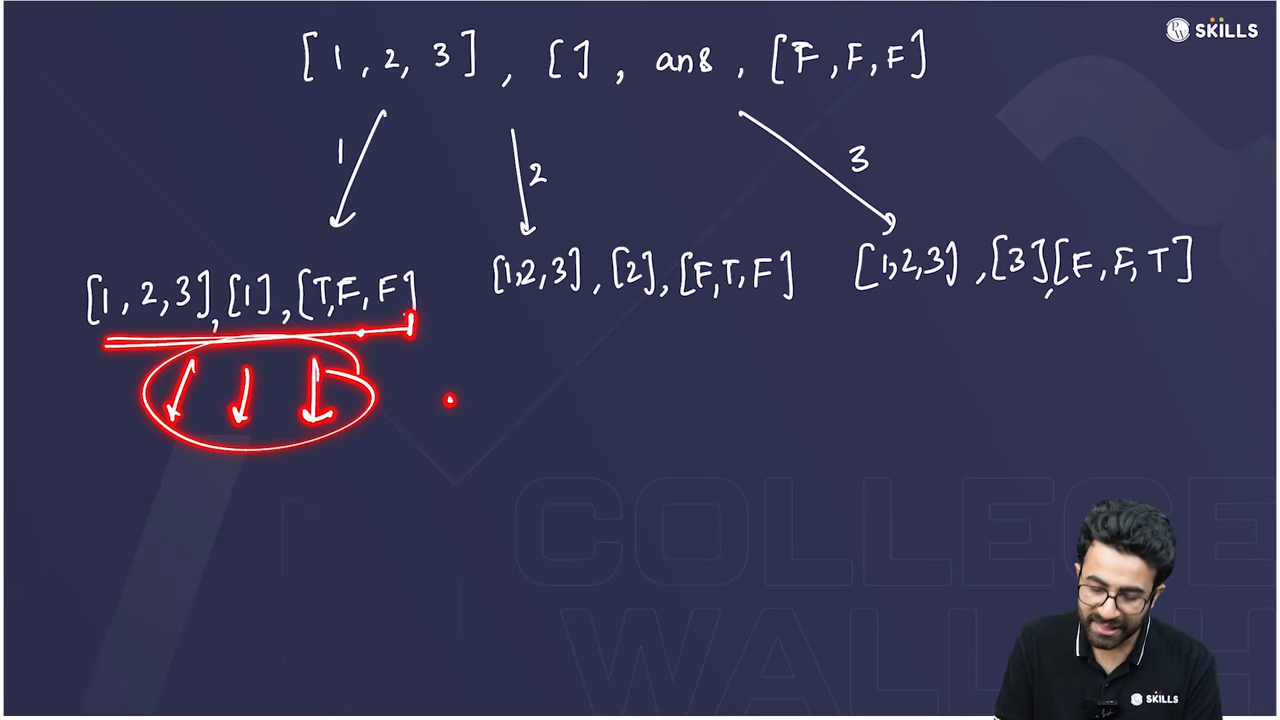 SKILLS
[1, 2, 3], [], ans, [F, F, F]
1
2
3
[1, 2, 3], [1], [T, F, F]
[1,2,3], [2], [F,T,F]
[1,2,3], [3], [F, F, T]
COLLEGE
WALLAH
SKILLS